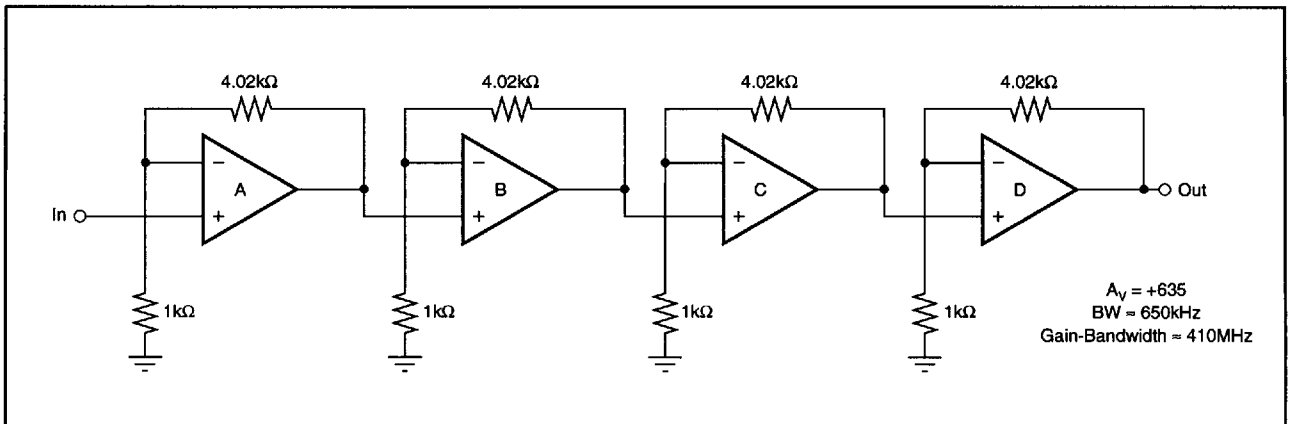 4.02kΩ 4.02kΩ 4.02kΩ 4.02kΩ
− − − −
A B C D
In + + + + Out
1kΩ 1kΩ 1kΩ 1kΩ
AV = +635
BW ≈ 650kHz
Gain-Bandwidth ≈ 410MHz